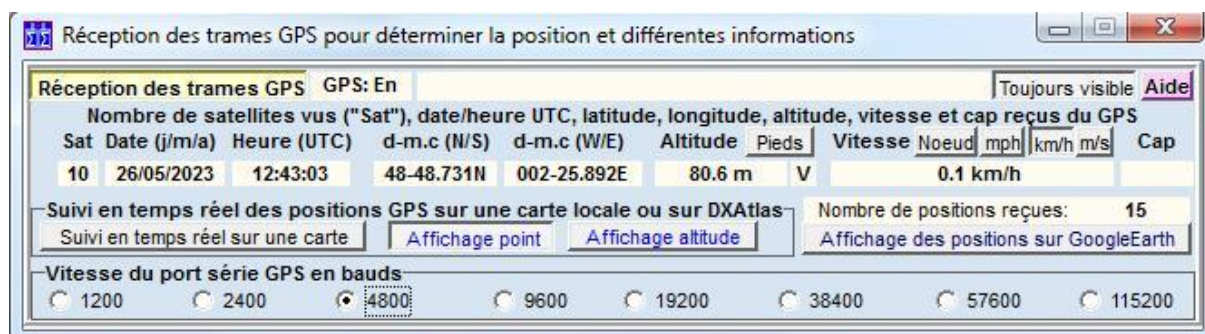 Réception des trames GPS pour déterminer la position et différentes informations
Réception des trames GPS GPS: En Toujours visible Aide
Nombre de satellites vus ("Sat"), date/heure UTC, latitude, longitude, altitude, vitesse et cap reçus du GPS
Sat Date (j/m/a) Heure (UTC) d-m.c (N/S) d-m.c (W/E) Altitude Pieds Vitesse Noeud mph km/h m/s Cap
10 26/05/2023 12:43:03 48-48.731N 002-25.892E 80.6 m V 0.1 km/h
Suivi en temps réel des positions GPS sur une carte locale ou sur DXAtlas Nombre de positions reçues: 15
Suivi en temps réel sur une carte Affichage point Affichage altitude Affichage des positions sur GoogleEarth
Vitesse du port série GPS en bauds
1200 2400 4800 9600 19200 38400 57600 115200